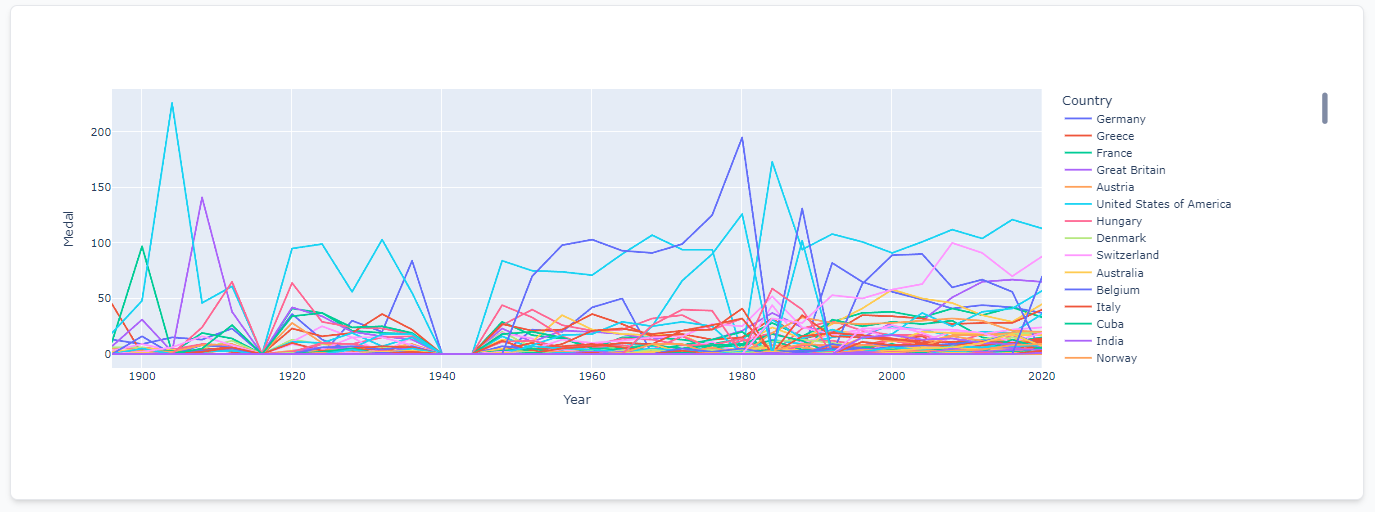 Country
Germany
Greece
France
Great Britain
Austria
United States of America
Hungary
Denmark
Switzerland
Australia
Belgium
Italy
Cuba
India
Norway
Medal
200
150
100
50
0
1900
1920
1940
1960
1980
2000
2020
Year